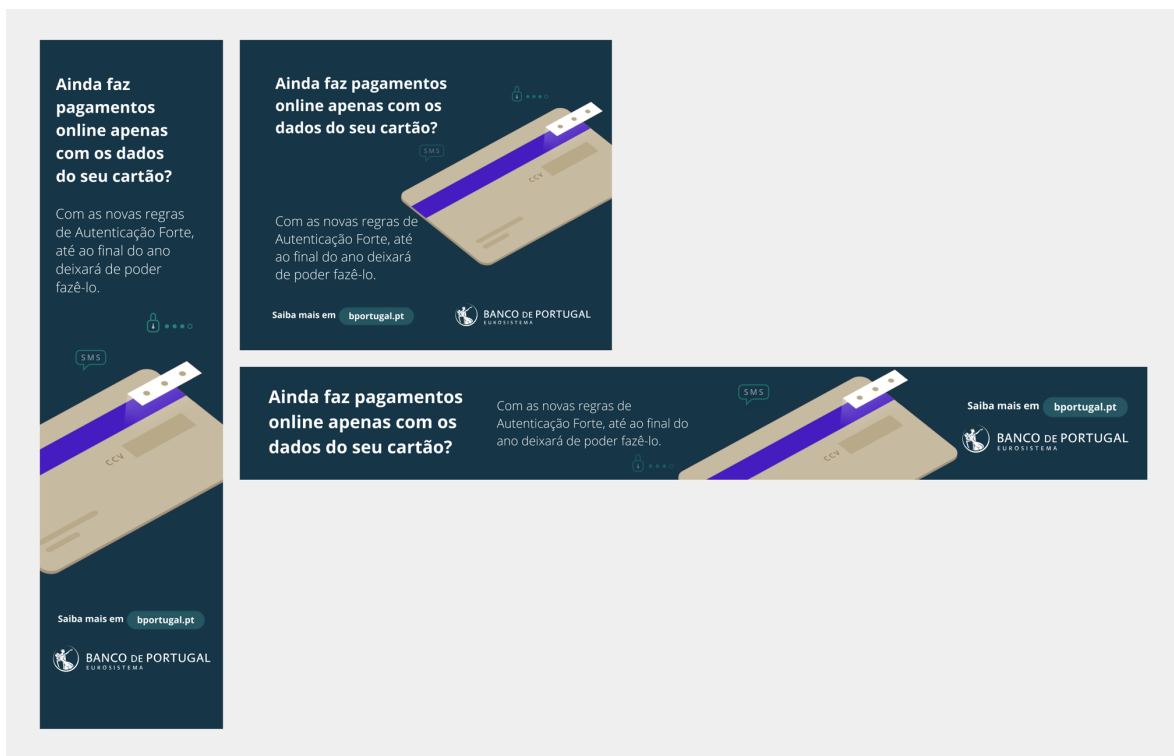 Ainda faz
pagamentos
online apenas
com os dados
do seu cartão?
Com as novas regras
de Autenticação Forte,
até ao final do ano
deixará de poder
fazê-lo.
SMS
CCV
Saiba mais em bportugal.pt
BANCO DE PORTUGAL
EUROSISTEMA
Ainda faz pagamentos
online apenas com os
dados do seu cartão?
SMS
CCV
Com as novas regras de
Autenticação Forte, até
ao final do ano deixará
de poder fazê-lo.
Saiba mais em bportugal.pt
BANCO DE PORTUGAL
EUROSISTEMA
Ainda faz pagamentos
online apenas com os
dados do seu cartão?
Com as novas regras de
Autenticação Forte, até ao final do
ano deixará de poder fazê-lo.
SMS
CCV
Saiba mais em bportugal.pt
BANCO DE PORTUGAL
EUROSISTEMA